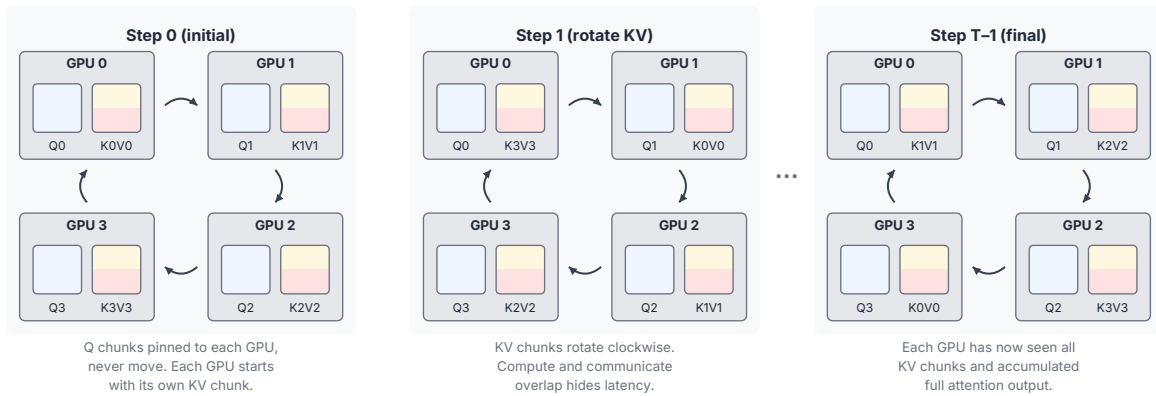 Step 0 (initial)
GPU 0
GPU 1
Q0
K0V0
Q1
K1V1
GPU 3
GPU 2
Q3
K3V3
Q2
K2V2
Q chunks pinned to each GPU,
never move. Each GPU starts
with its own KV chunk.
Step 1 (rotate KV)
GPU 0
GPU 1
Q0
K3V3
Q1
K0V0
GPU 3
GPU 2
Q3
K2V2
Q2
K1V1
KV chunks rotate clockwise.
Compute and communicate
overlap hides latency.
...
Step T–1 (final)
GPU 0
GPU 1
Q0
K1V1
Q1
K2V2
GPU 3
GPU 2
Q3
K0V0
Q2
K3V3
Each GPU has now seen all
KV chunks and accumulated
full attention output.